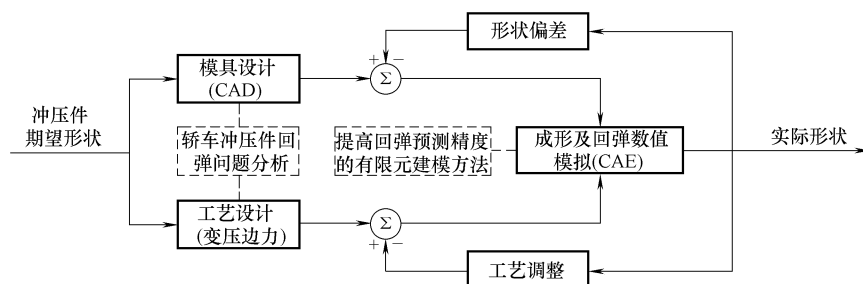 形状偏差
模具设计
(CAD)
+
−
Σ
冲压件
期望形状
轿车冲压件回
弹问题分析
提高回弹预测精度
的有限元建模方法
成形及回弹数值
模拟(CAE)
实际形状
工艺设计
(变压边力)
Σ
+
−
工艺调整